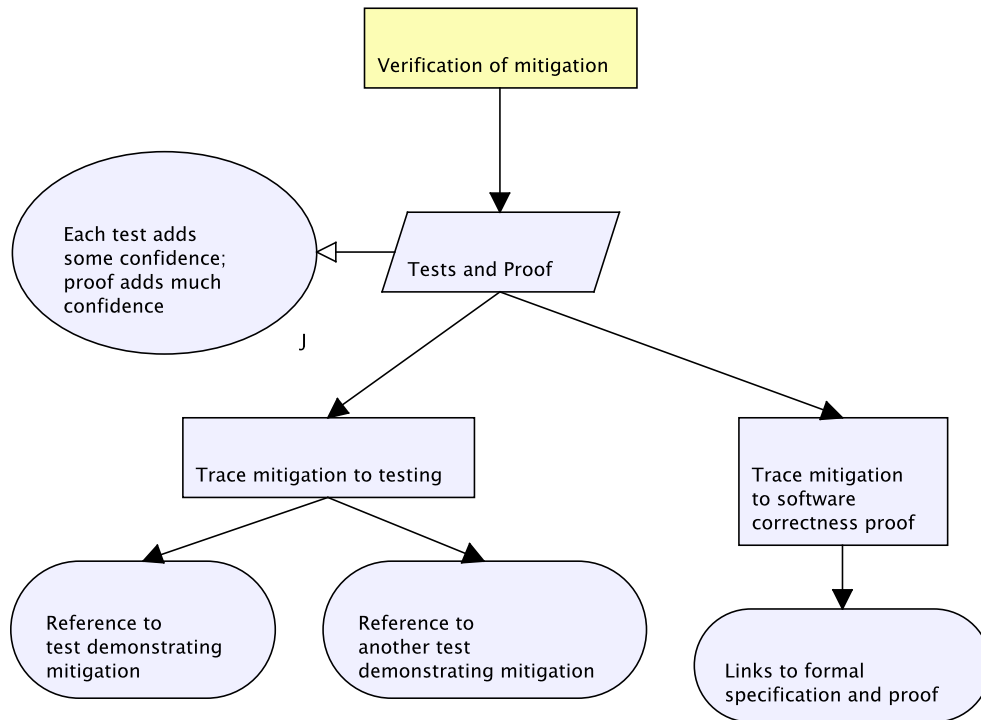 Verification of mitigation
Each test adds
some confidence;
proof adds much
confidence
J
Tests and Proof
Trace mitigation to testing
Trace mitigation
to software
correctness proof
Reference to
test demonstrating
mitigation
Reference to
another test
demonstrating mitigation
Links to formal
specification and proof